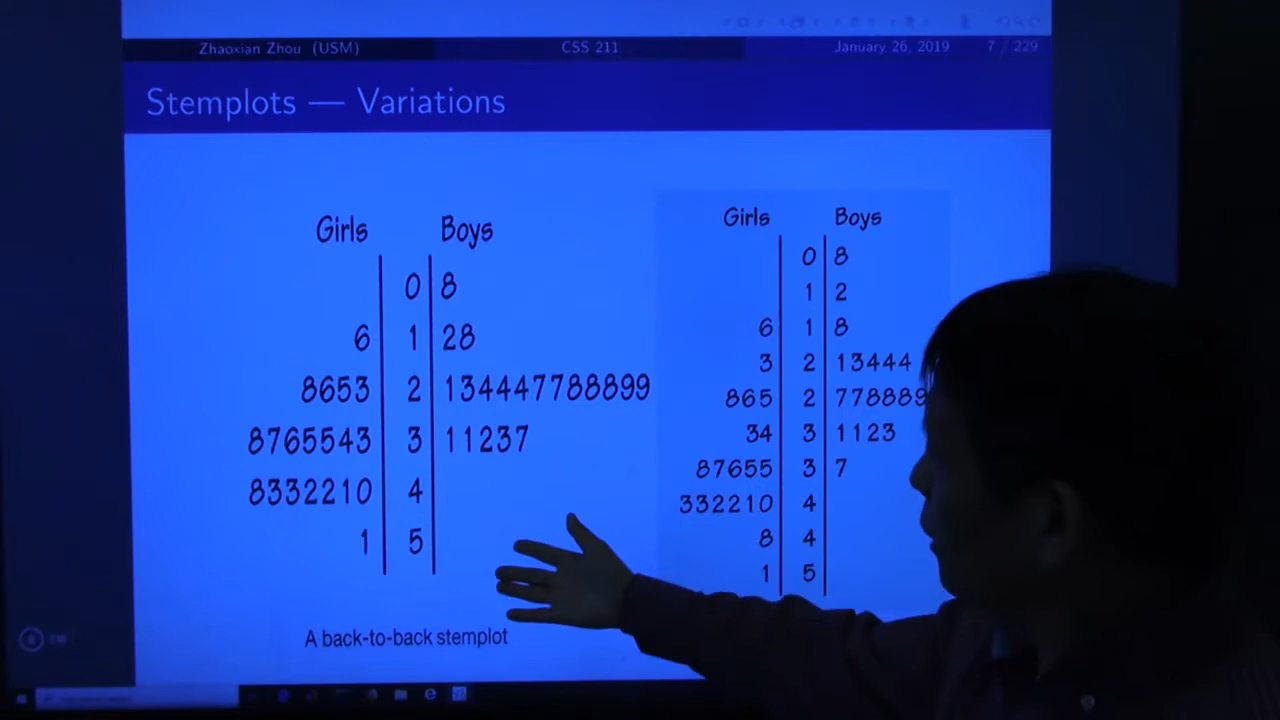 Zhaoxian Zhou (USM) CSS 211 January 26, 2019 7 / 229
Stemplots — Variations
Girls Boys
0 8
6 1 28
8653 2 134447788899
8765543 3 11237
8332210 4
1 5
A back-to-back stemplot
Girls Boys
0 8
1 2
6 1 8
3 2 13444
865 2 778889
34 3 1123
87655 3 7
332210 4
8 4
1 5